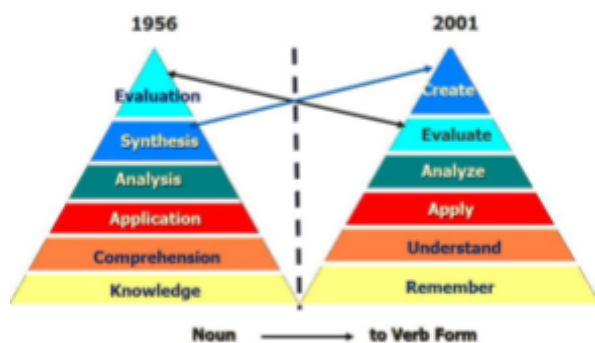 1956
Evaluation
Synthesis
Analysis
Application
Comprehension
Knowledge
2001
Create
Evaluate
Analyze
Apply
Understand
Remember
Noun to Verb Form